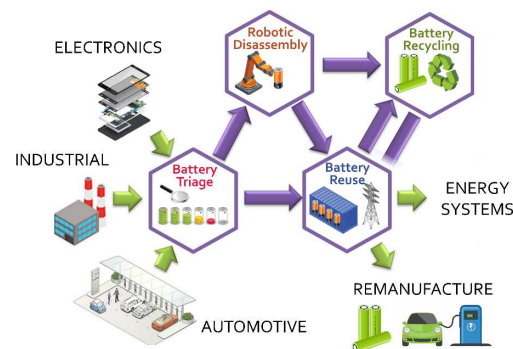 Robotic
Disassembly
Battery
Recycling
ELECTRONICS
INDUSTRIAL
Battery
Triage
Battery
Reuse
ENERGY
SYSTEMS
AUTOMOTIVE
REMANUFACTURE